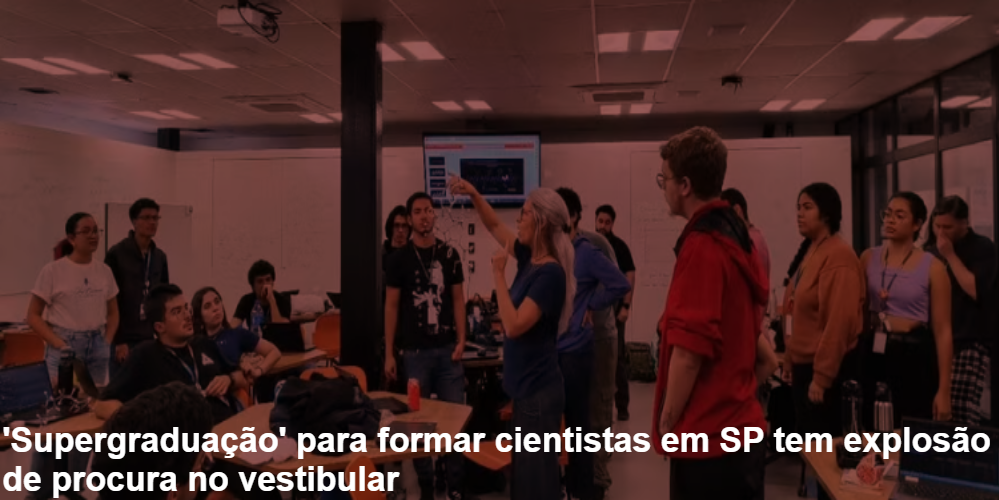 'Supergraduação' para formar cientistas em SP tem explosão
de procura no vestibular